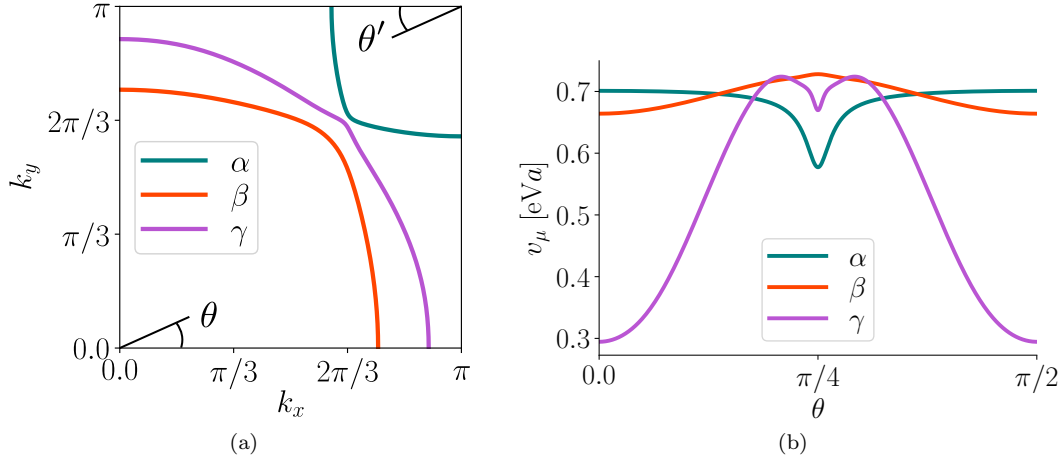 π
2π/3
π/3
0.0
k_y
θ′
α
β
γ
θ
0.0
π/3
2π/3
π
k_x
(a)
0.7
0.6
0.5
0.4
0.3
v_μ [eVa]
α
β
γ
0.0
π/4
π/2
θ
(b)